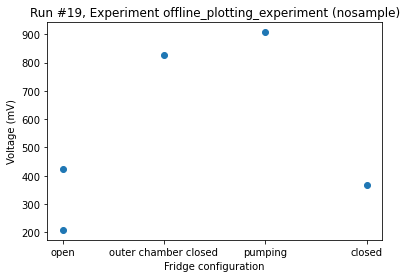 Run #19, Experiment offline_plotting_experiment (nosample)
Voltage (mV)
900
800
700
600
500
400
300
200
open outer chamber closed pumping closed
Fridge configuration